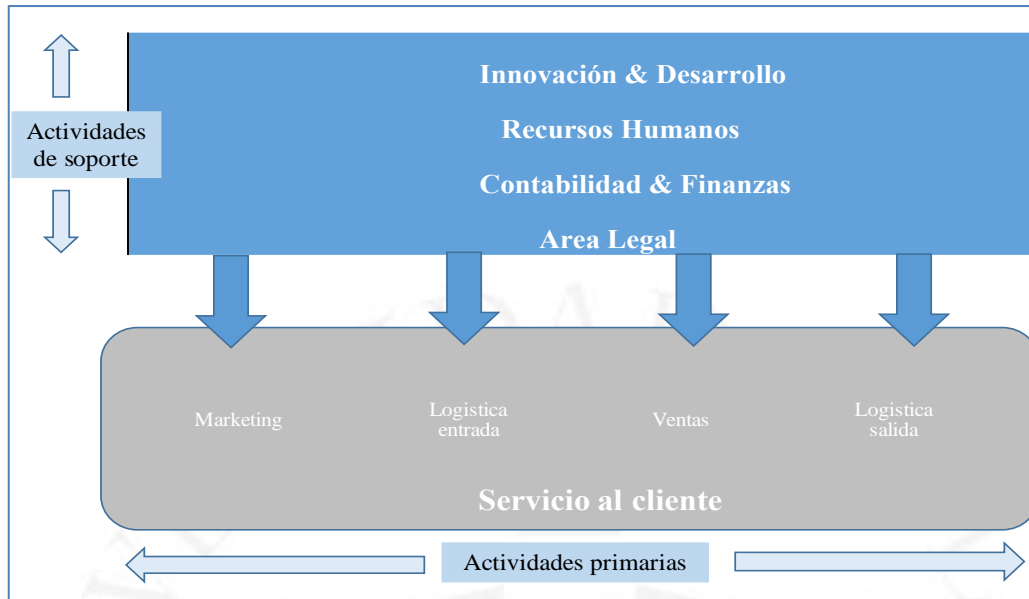 Innovación & Desarrollo
Actividades
de soporte
Recursos Humanos
Contabilidad & Finanzas
Area Legal
Marketing
Logistica
entrada
Ventas
Logistica
salida
Servicio al cliente
Actividades primarias